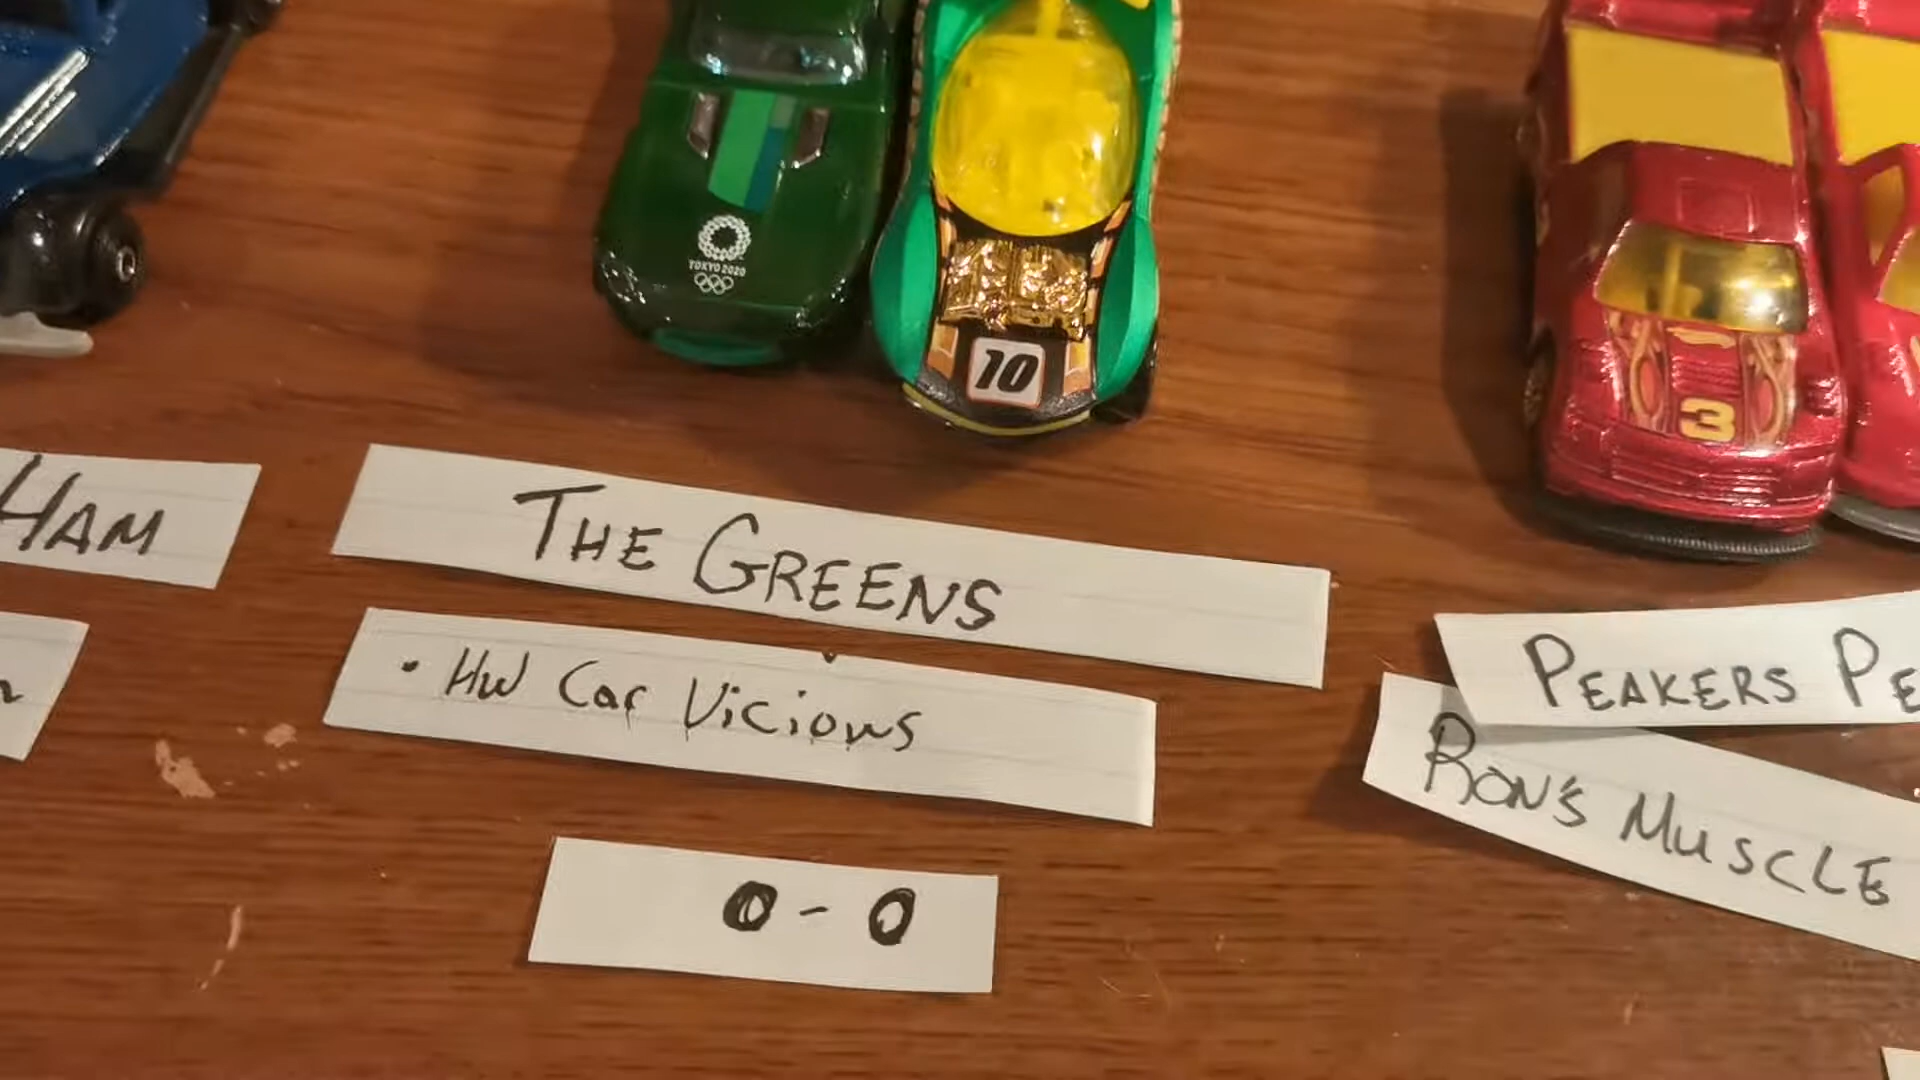 TOKYO 2020
10
3
HAM
THE GREENS
• HW Car Vicious
0 - 0
PEAKERS
RON'S MUSCLE